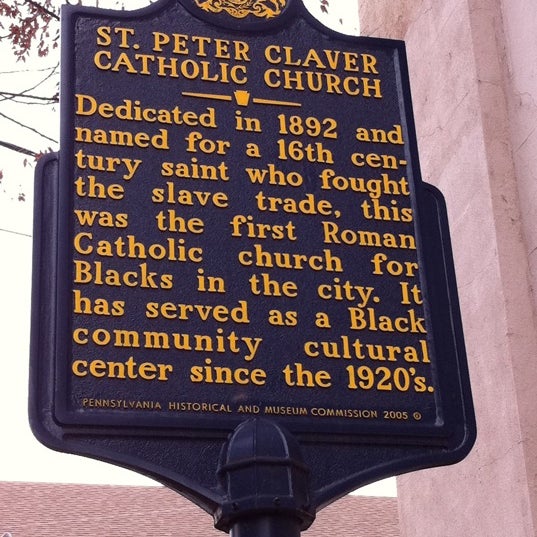 ST. PETER CLAVER
CATHOLIC CHURCH
Dedicated in 1892 and
named for a 16th cen-
tury saint who fought
the slave trade, this
was the first Roman
Catholic church for
Blacks in the city. It
has served as a Black
community cultural
center since the 1920's.
PENNSYLVANIA HISTORICAL AND MUSEUM COMMISSION 2005 ©